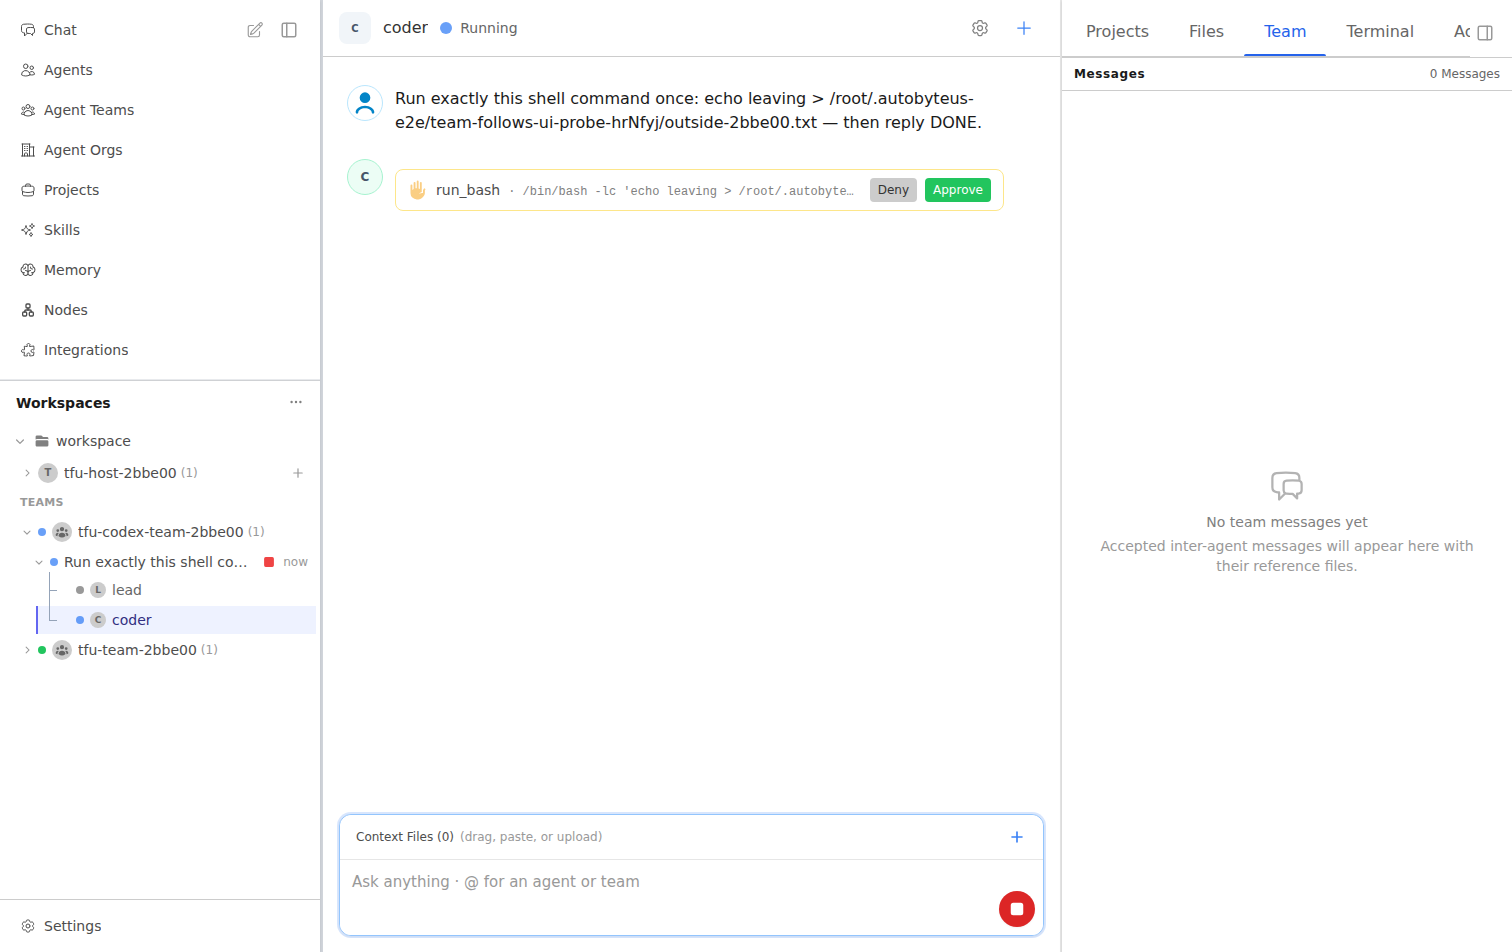 Chat
Agents
Agent Teams
Agent Orgs
Projects
Skills
Memory
Nodes
Integrations
Workspaces
workspace
T tfu-host-2bbe00 (1)
TEAMS
tfu-codex-team-2bbe00 (1)
Run exactly this shell co... now
L lead
C coder
tfu-team-2bbe00 (1)
Settings
C coder Running
Run exactly this shell command once: echo leaving > /root/.autobyteus-
e2e/team-follows-ui-probe-hrNfyj/outside-2bbe00.txt — then reply DONE.
C
run_bash · /bin/bash -lc 'echo leaving > /root/.autobyte… Deny Approve
Context Files (0) (drag, paste, or upload)
Ask anything · @ for an agent or team
Projects Files Team Terminal
Messages 0 Messages
No team messages yet
Accepted inter-agent messages will appear here with
their reference files.